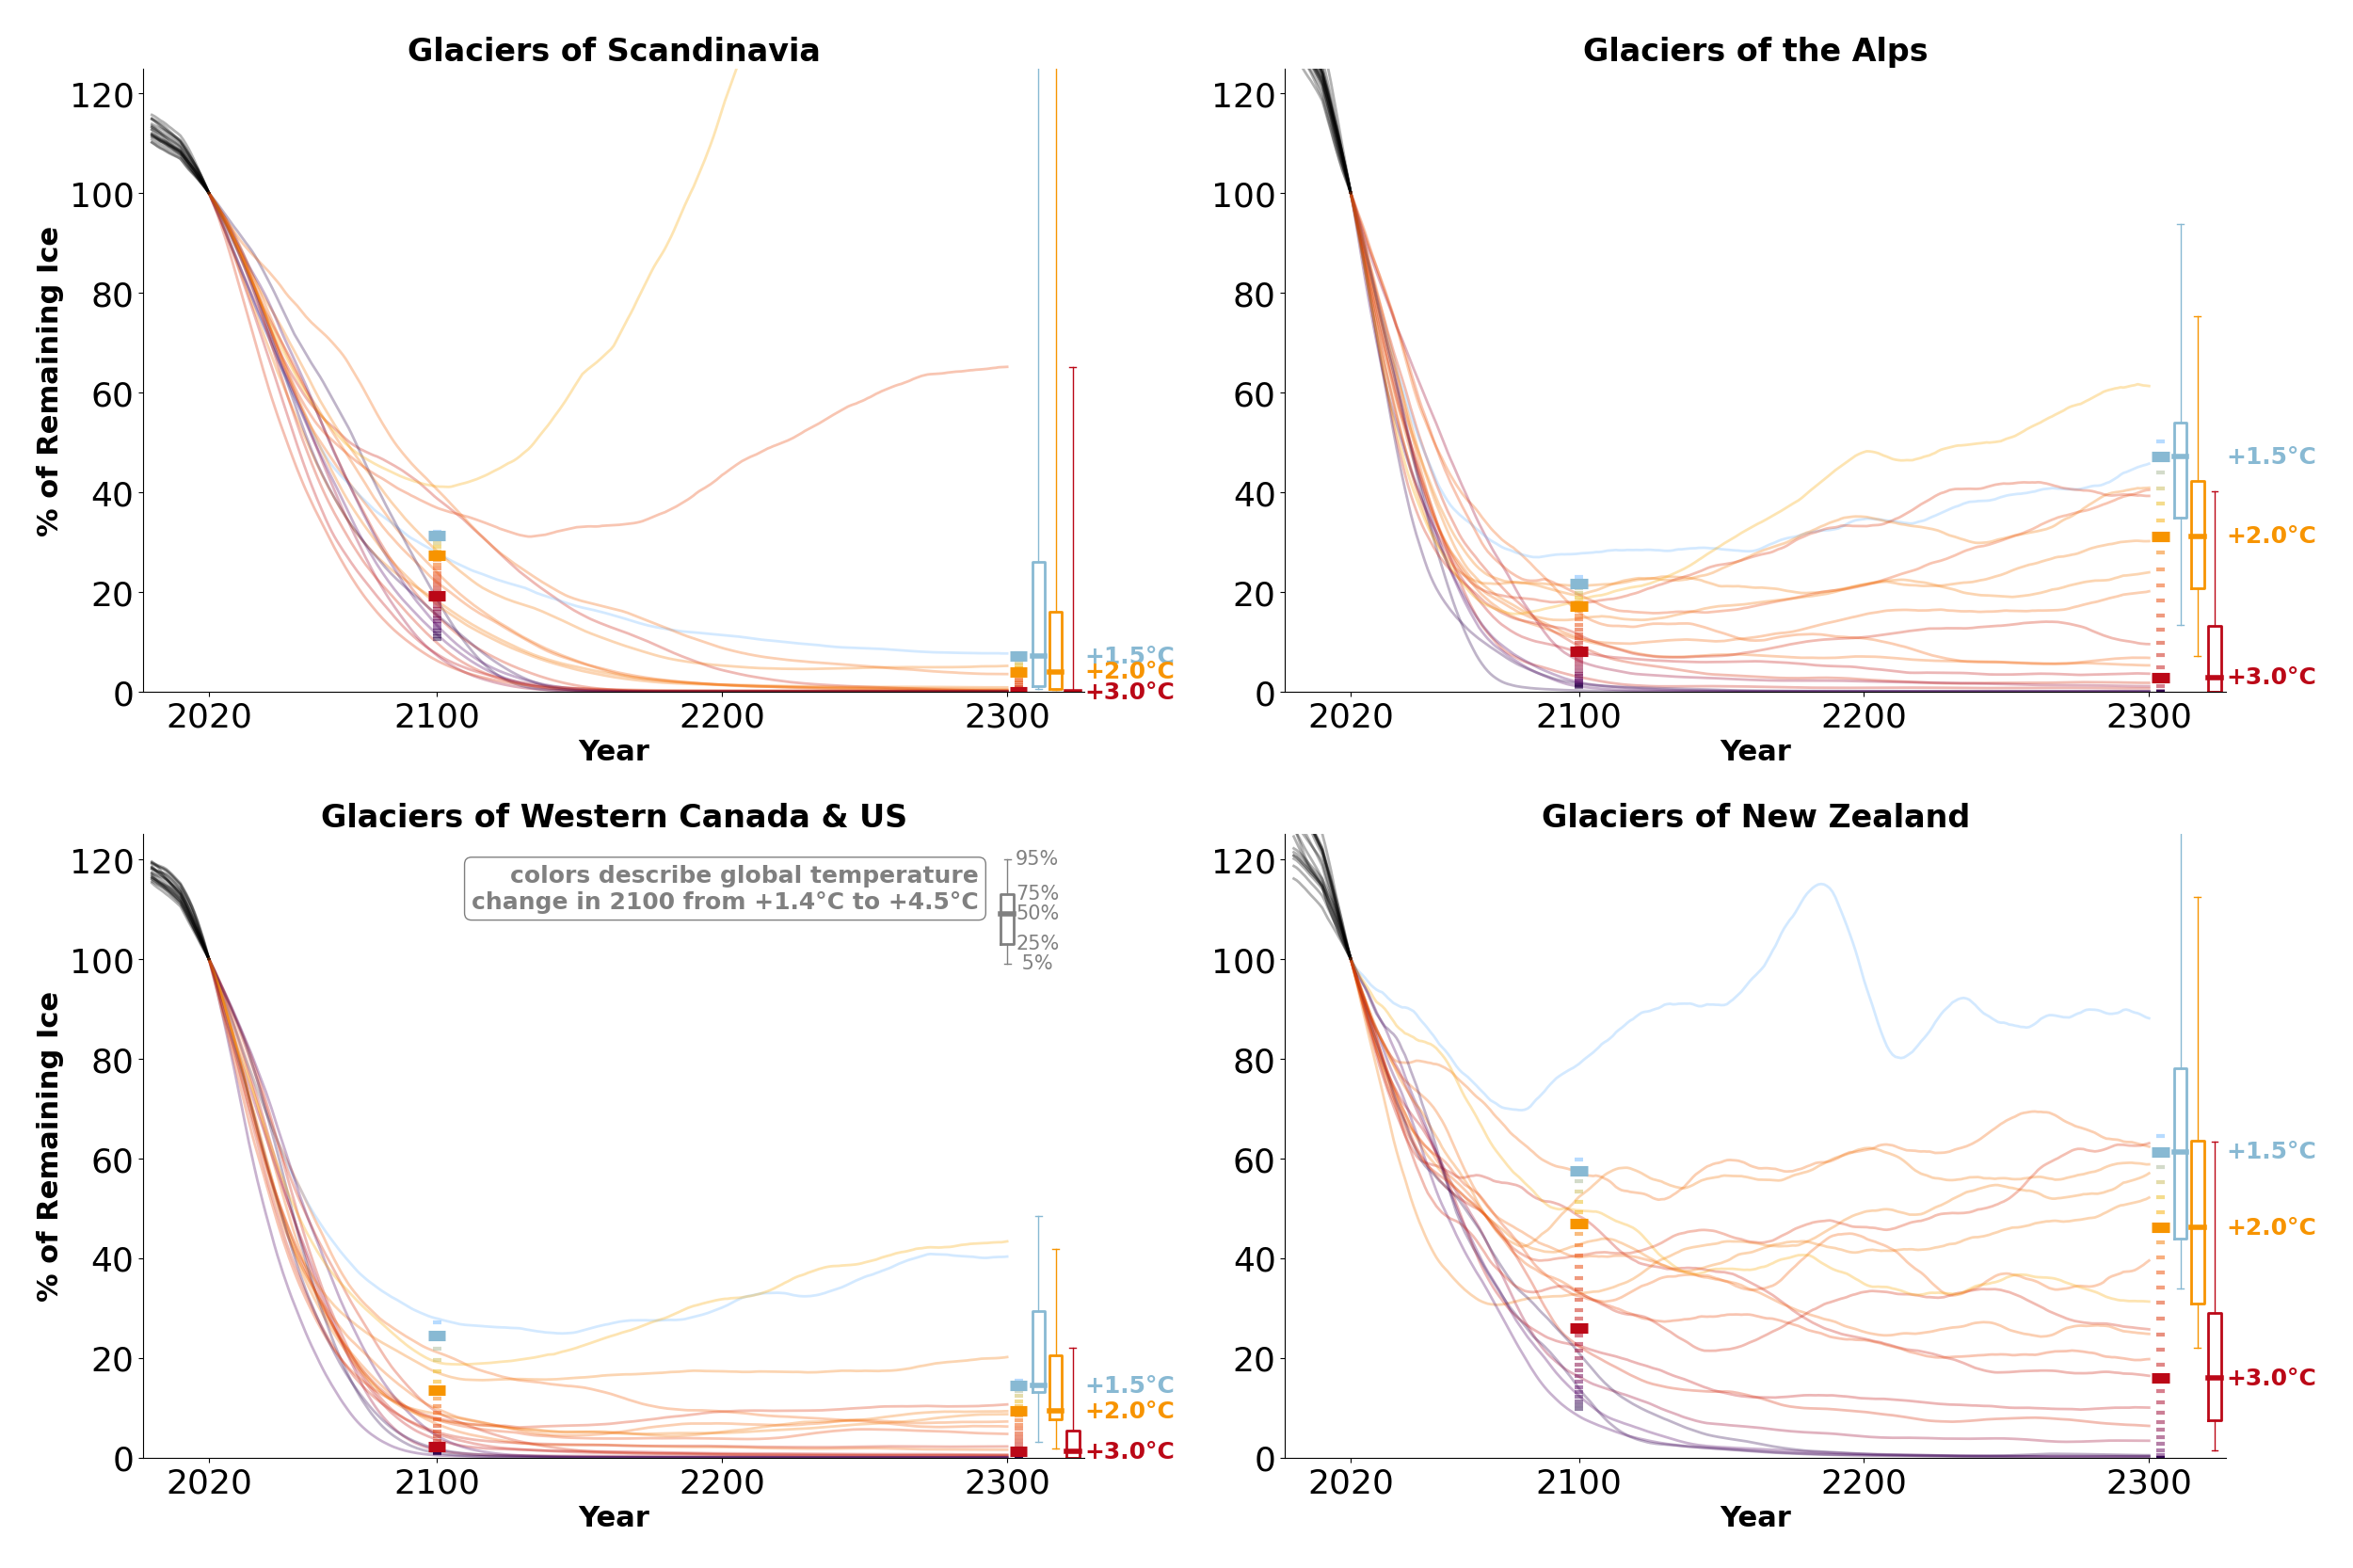 Glaciers of Scandinavia
% of Remaining Ice
120
100
80
60
40
20
0
2020
2100
2200
2300
Year
+1.5°C
+2.0°C
+3.0°C
Glaciers of the Alps
120
100
80
60
40
20
0
2020
2100
2200
2300
Year
+1.5°C
+2.0°C
+3.0°C
Glaciers of Western Canada & US
% of Remaining Ice
120
100
80
60
40
20
0
2020
2100
2200
2300
Year
colors describe global temperature
change in 2100 from +1.4°C to +4.5°C
95%
75%
50%
25%
5%
+1.5°C
+2.0°C
+3.0°C
Glaciers of New Zealand
120
100
80
60
40
20
0
2020
2100
2200
2300
Year
+1.5°C
+2.0°C
+3.0°C